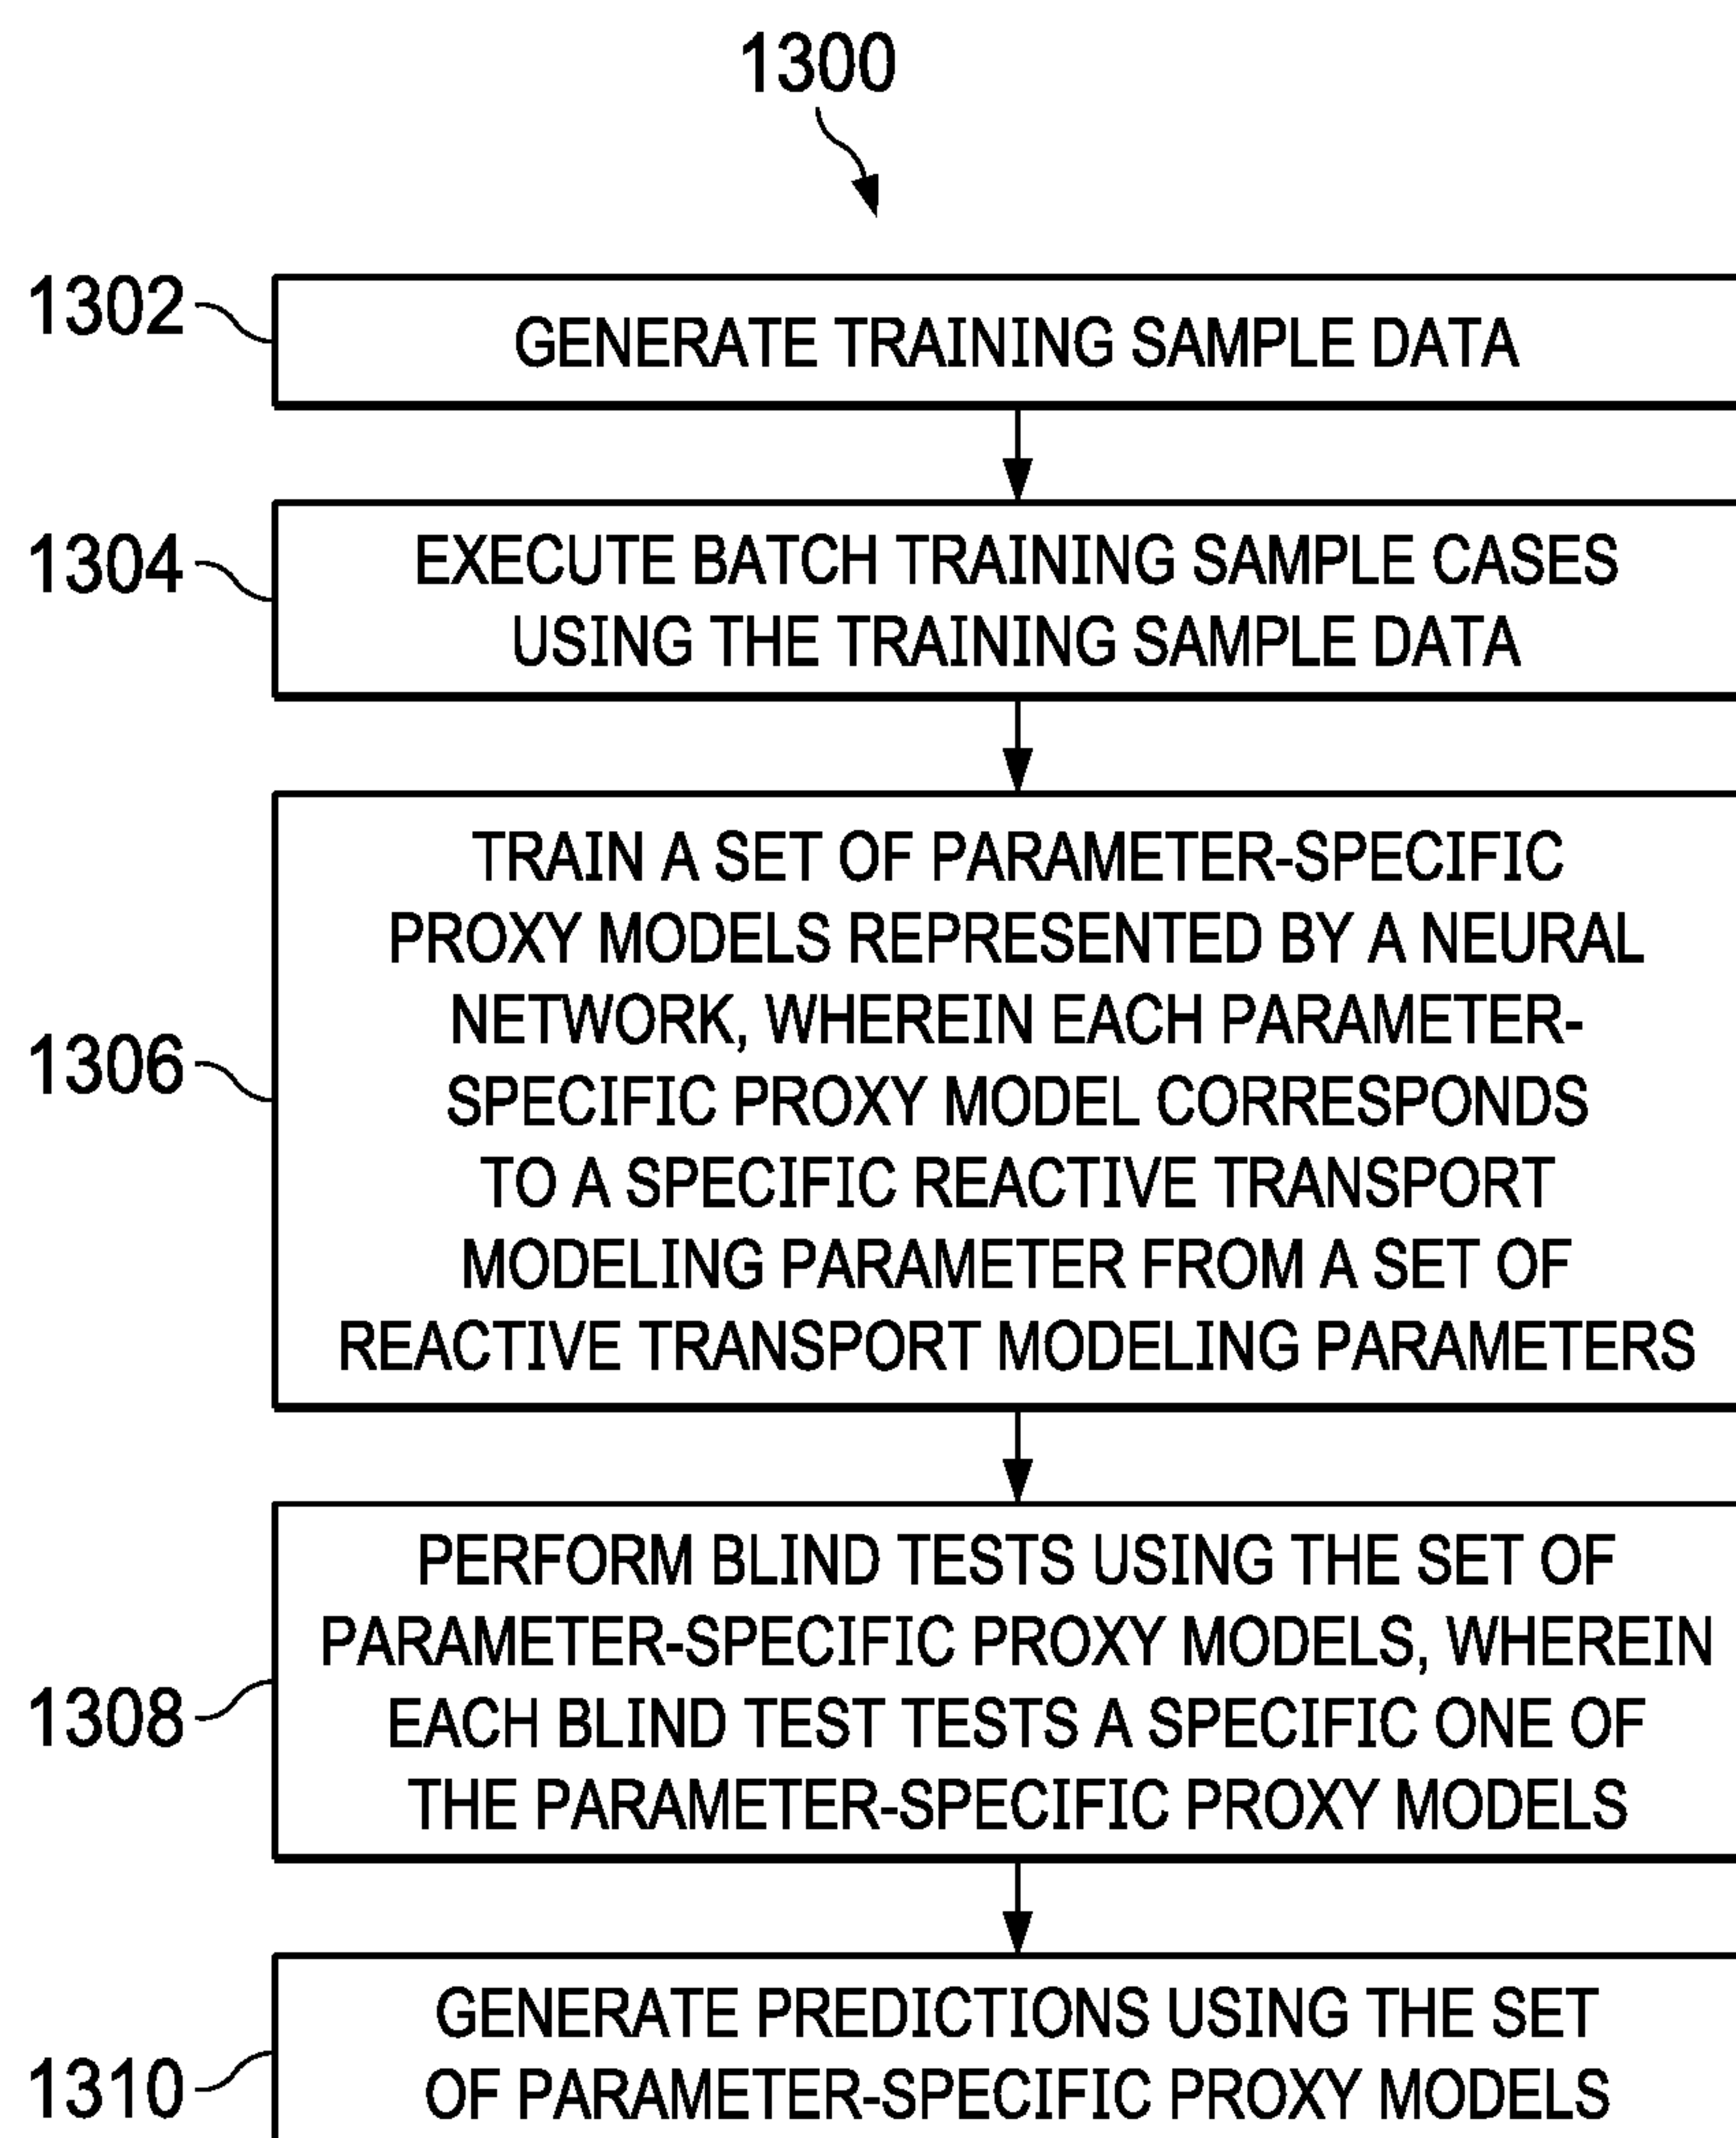 1300
1302
GENERATE TRAINING SAMPLE DATA
1304
EXECUTE BATCH TRAINING SAMPLE CASES
USING THE TRAINING SAMPLE DATA
1306
TRAIN A SET OF PARAMETER-SPECIFIC
PROXY MODELS REPRESENTED BY A NEURAL
NETWORK, WHEREIN EACH PARAMETER-
SPECIFIC PROXY MODEL CORRESPONDS
TO A SPECIFIC REACTIVE TRANSPORT
MODELING PARAMETER FROM A SET OF
REACTIVE TRANSPORT MODELING PARAMETERS
1308
PERFORM BLIND TESTS USING THE SET OF
PARAMETER-SPECIFIC PROXY MODELS, WHEREIN
EACH BLIND TEST TESTS A SPECIFIC ONE OF
THE PARAMETER-SPECIFIC PROXY MODELS
1310
GENERATE PREDICTIONS USING THE SET
OF PARAMETER-SPECIFIC PROXY MODELS